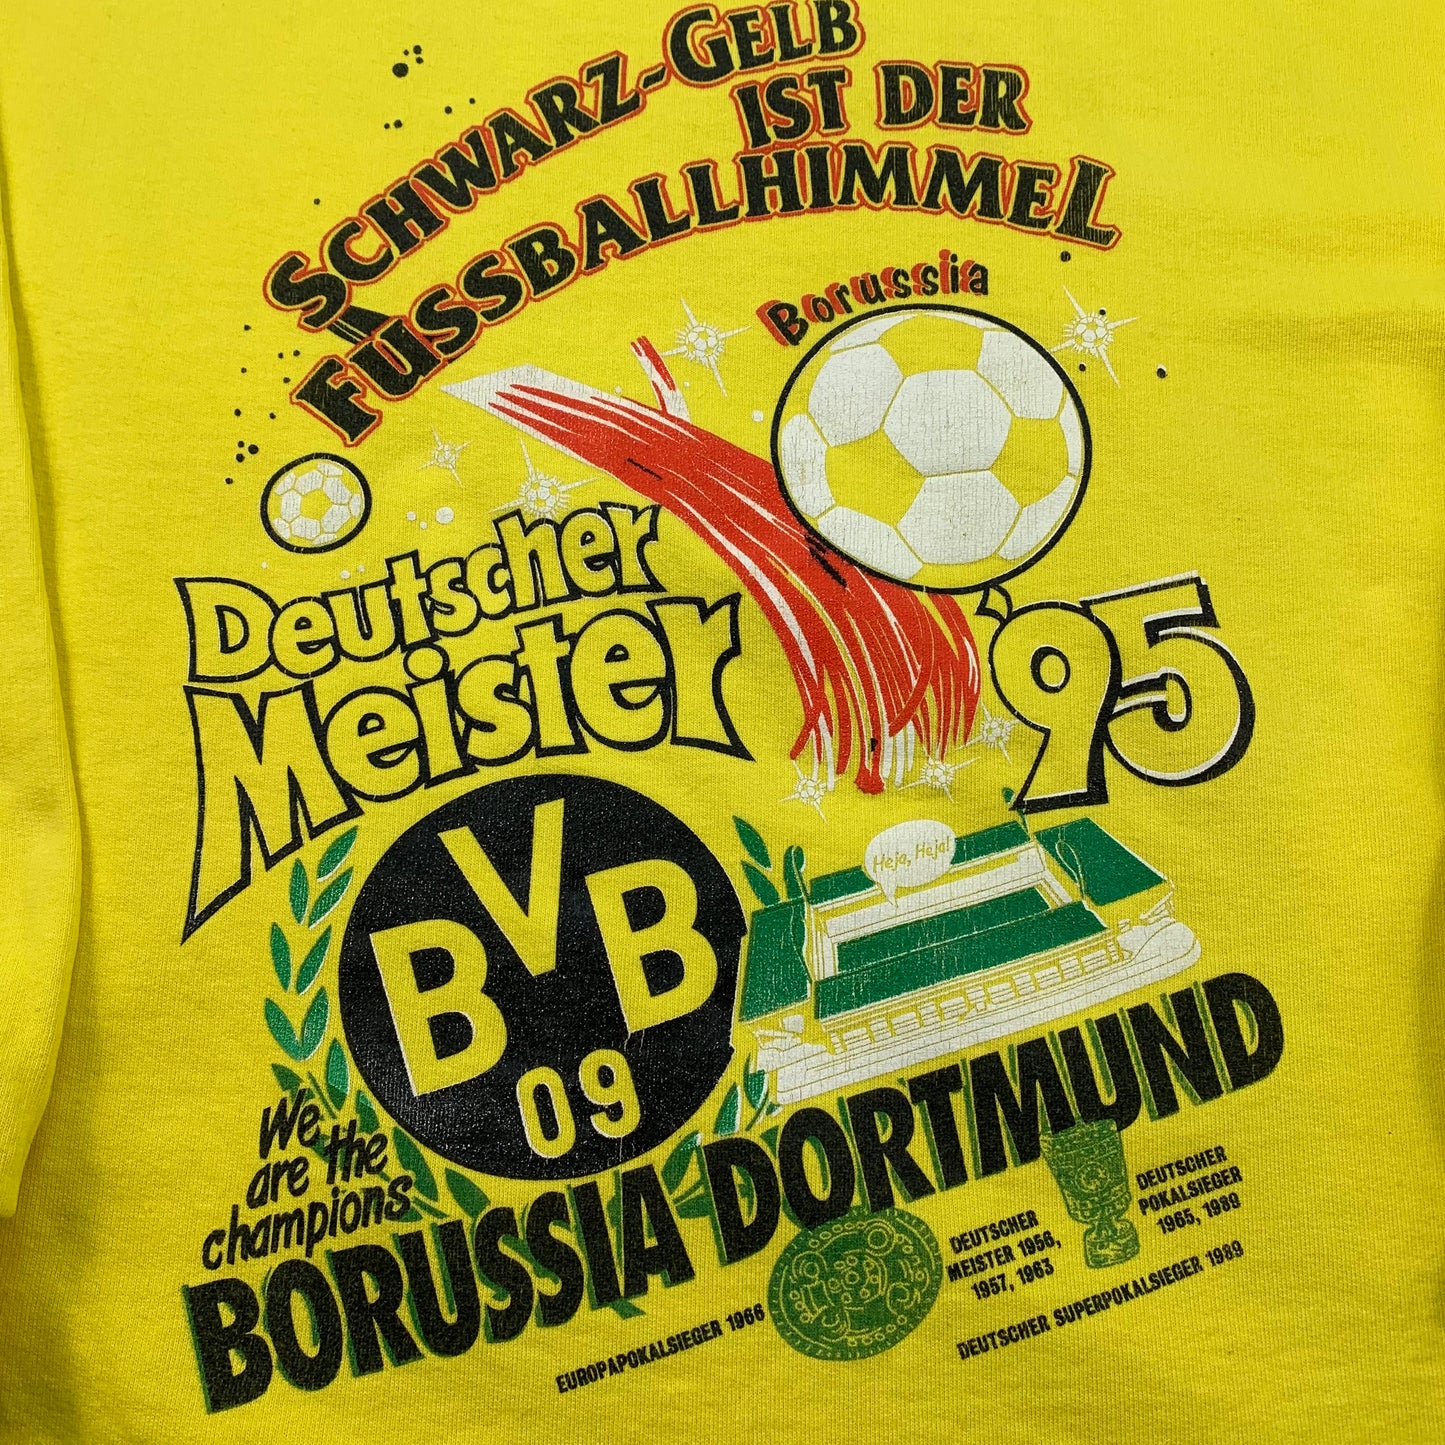 SCHWARZ-GELB
IST DER
FUSSBALLHIMMEL
Borussia
Deutscher
Meister
'95
Heja, Heja!
BVB
09
We
are the
champions
BORUSSIA DORTMUND
EUROPAPOKALSIEGER 1966
DEUTSCHER
MEISTER 1956,
1957, 1963
DEUTSCHER
POKALSIEGER
1965, 1989
DEUTSCHER SUPERPOKALSIEGER 1989